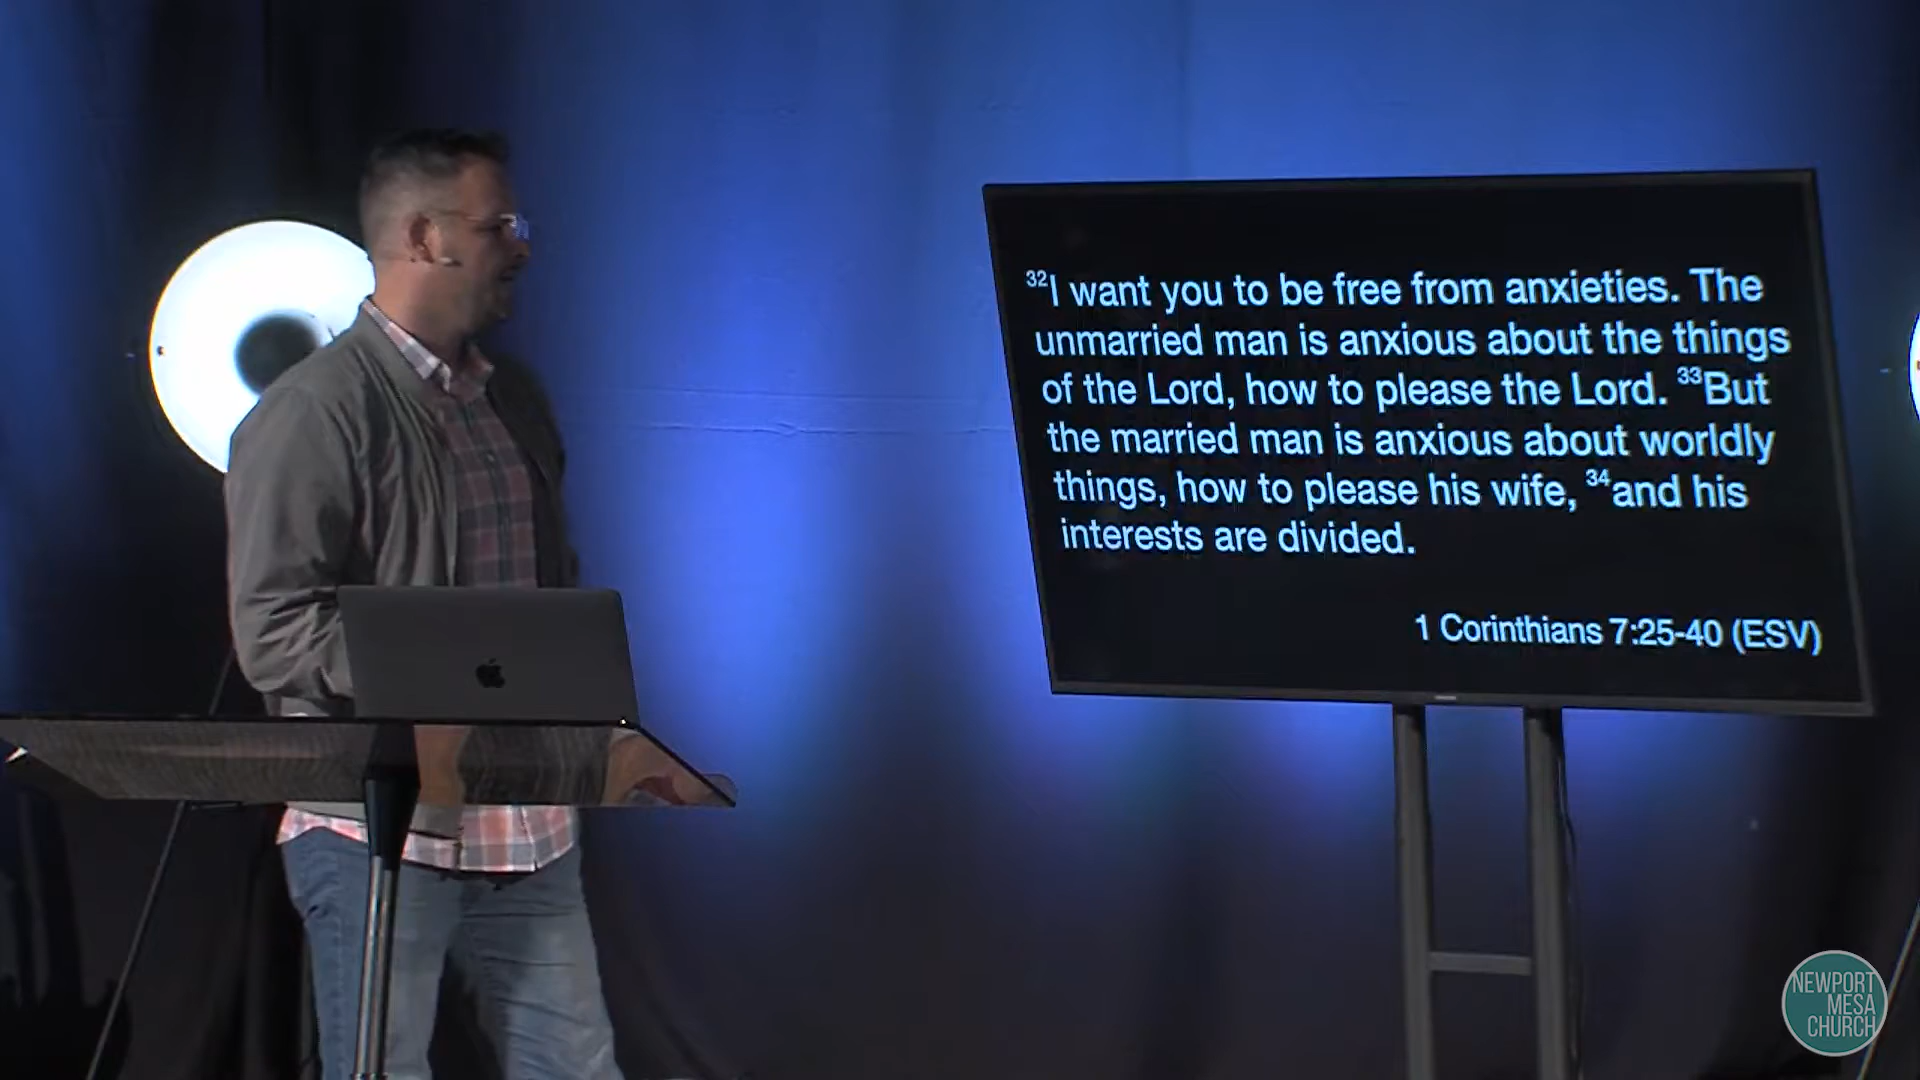 ³²I want you to be free from anxieties. The
unmarried man is anxious about the things
of the Lord, how to please the Lord. ³³But
the married man is anxious about worldly
things, how to please his wife, ³⁴and his
interests are divided.
1 Corinthians 7:25-40 (ESV)
NEWPORT
MESA
CHURCH